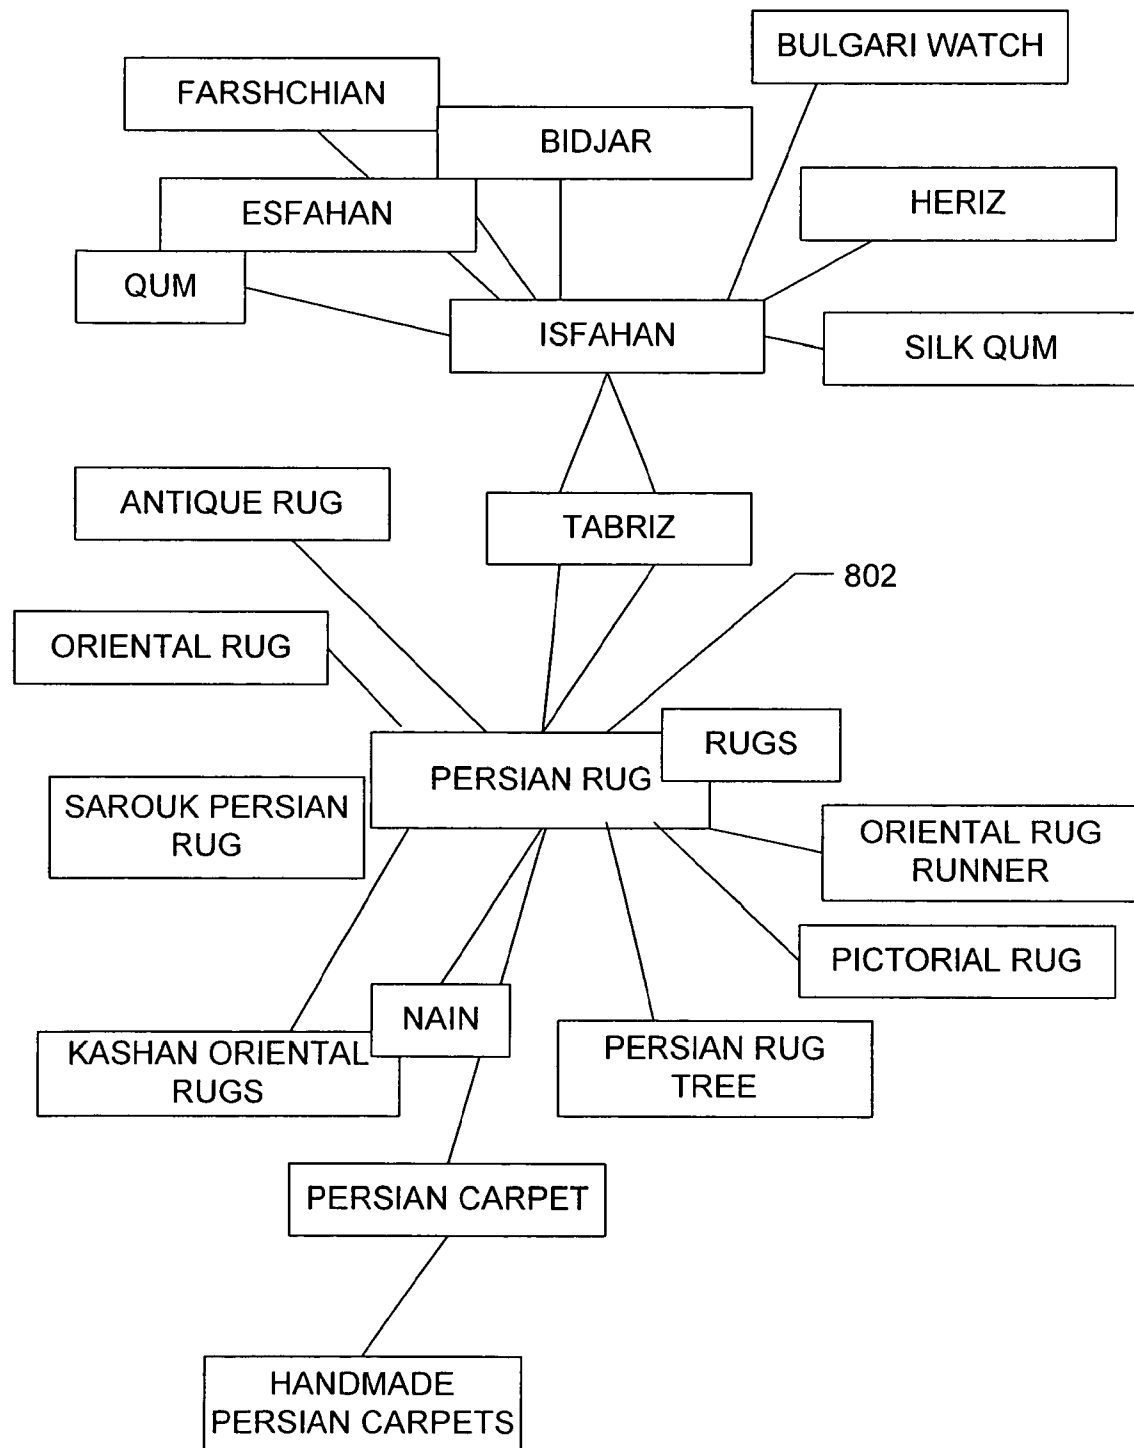 BULGARI WATCH
FARSHCHIAN
BIDJAR
HERIZ
ESFAHAN
QUM
ISFAHAN
SILK QUM
ANTIQUE RUG
TABRIZ
802
ORIENTAL RUG
RUGS
PERSIAN RUG
SAROUK PERSIAN
RUG
ORIENTAL RUG
RUNNER
PICTORIAL RUG
NAIN
KASHAN ORIENTAL
RUGS
PERSIAN RUG
TREE
PERSIAN CARPET
HANDMADE
PERSIAN CARPETS